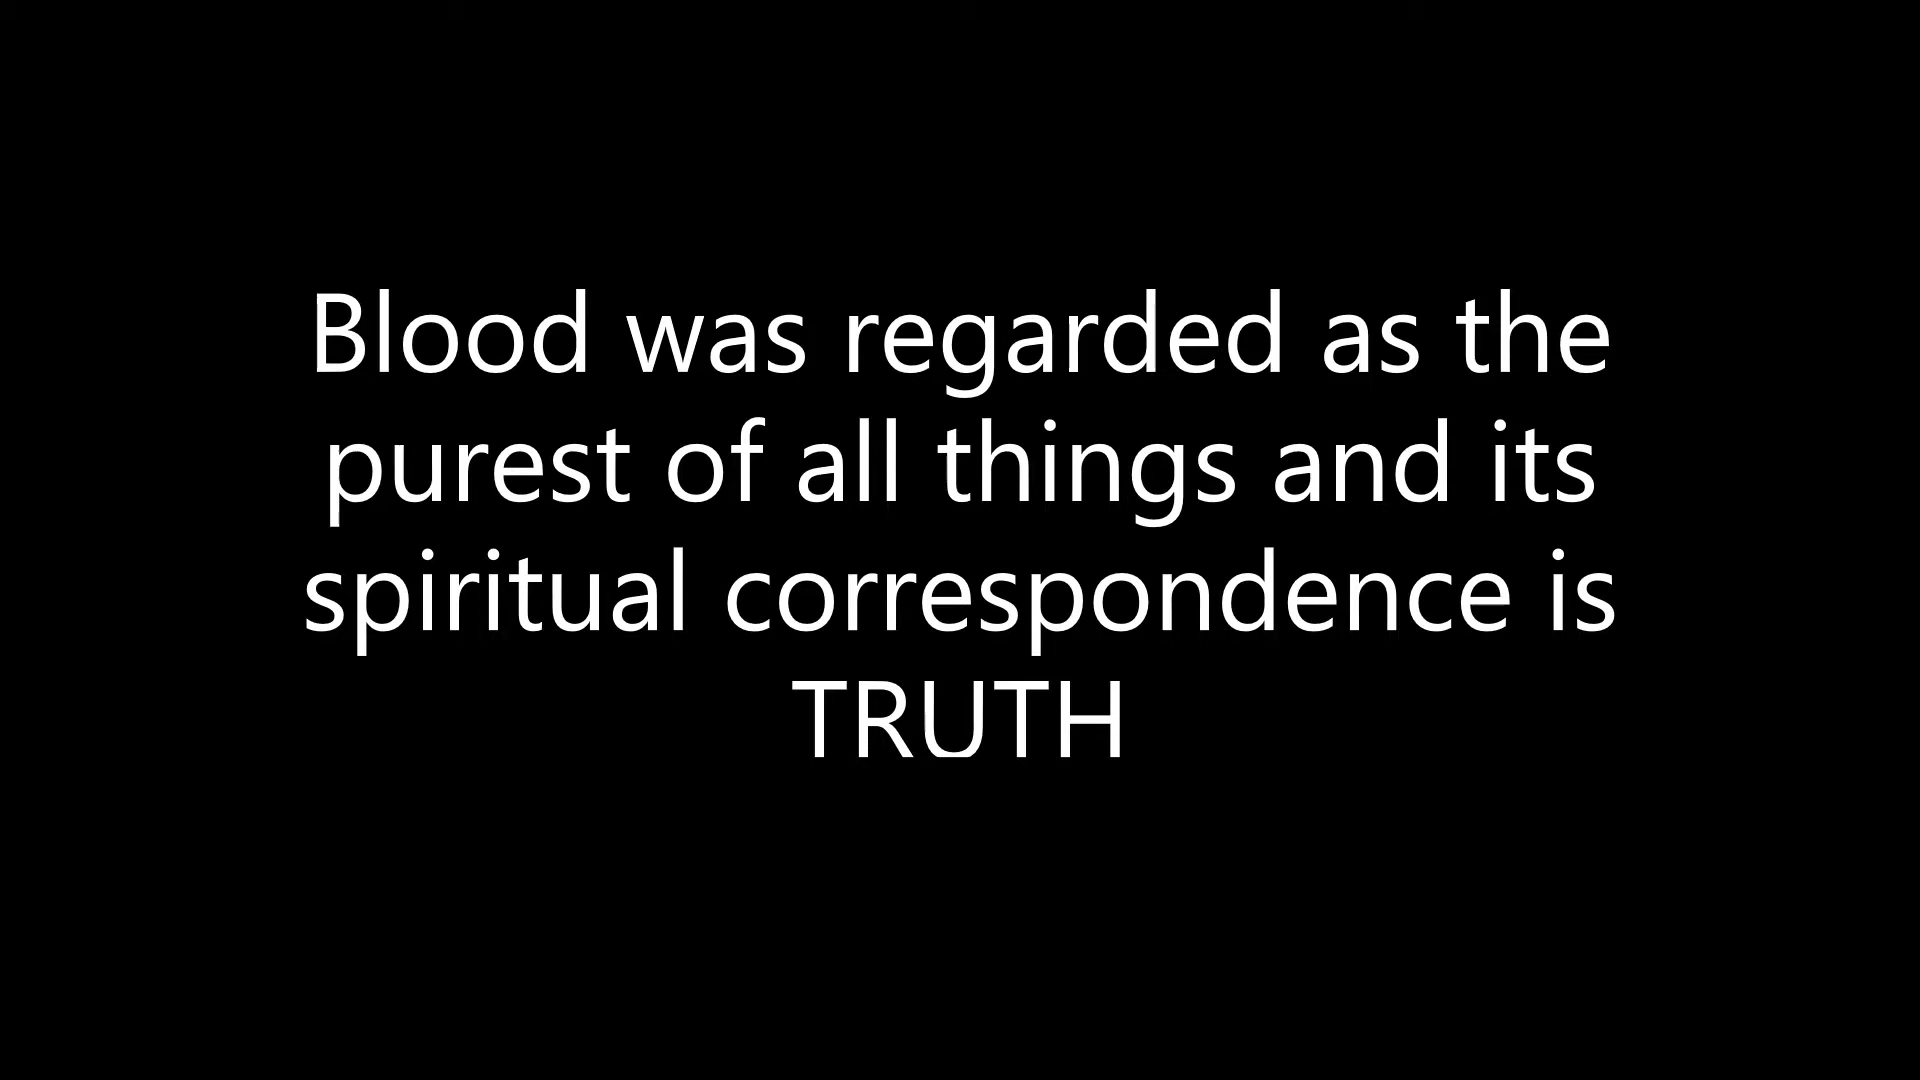 Blood was regarded as the
purest of all things and its
spiritual correspondence is
TRUTH